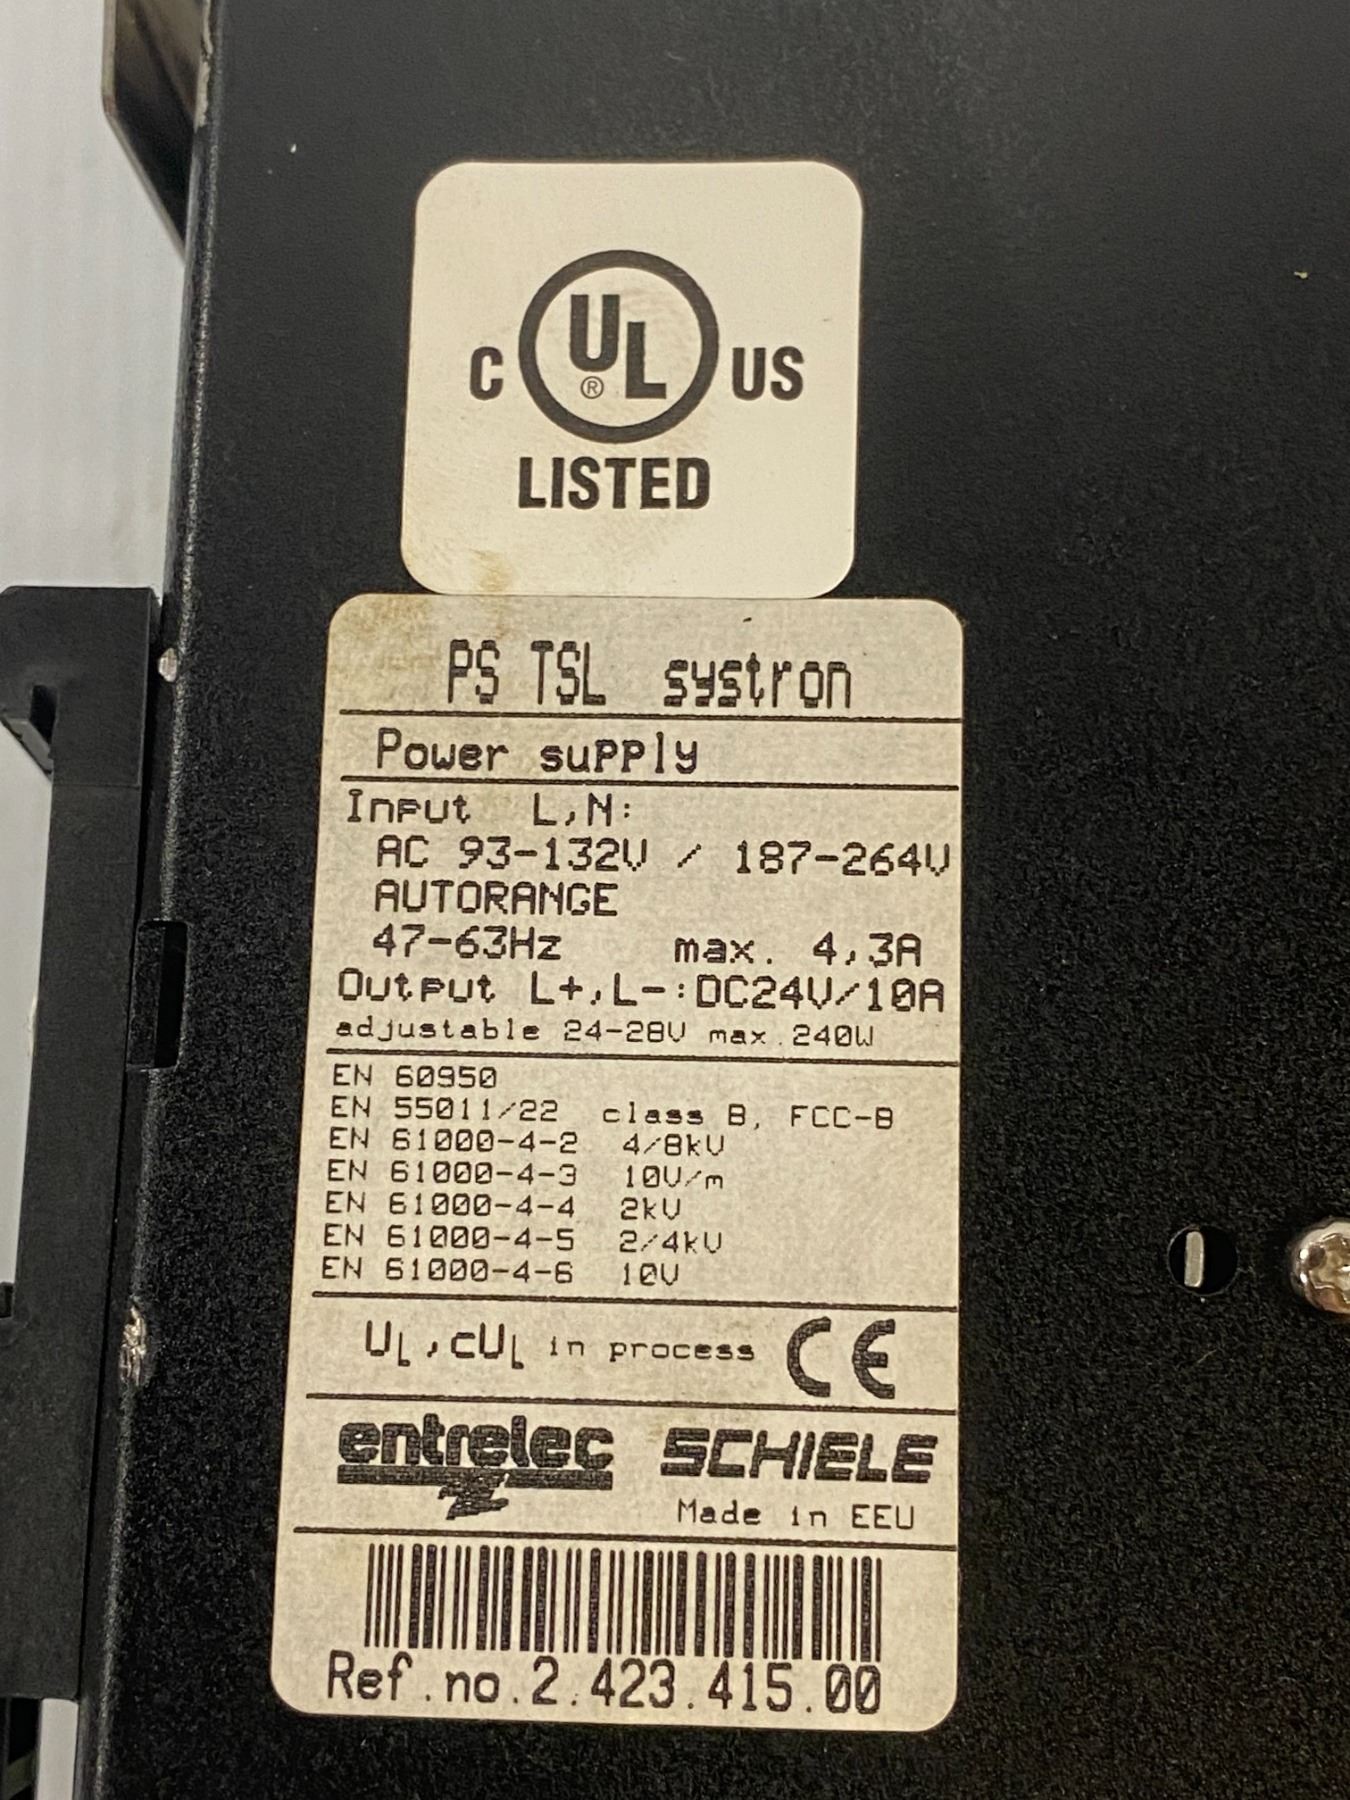 C UL® US
LISTED
PS TSL systron
Power supply
Input L,N:
AC 93-132V / 187-264V
AUTORANGE
47-63Hz max. 4,3A
Output L+,L-:DC24V/10A
adjustable 24-28V max.240W
EN 60950
EN 55011/22 class B, FCC-B
EN 61000-4-2 4/8kV
EN 61000-4-3 10V/m
EN 61000-4-4 2kV
EN 61000-4-5 2/4kV
EN 61000-4-6 10V
UL,cUL in process CE
entrelec SCHIELE
Made in EEU
Ref.no.2.423.415.00